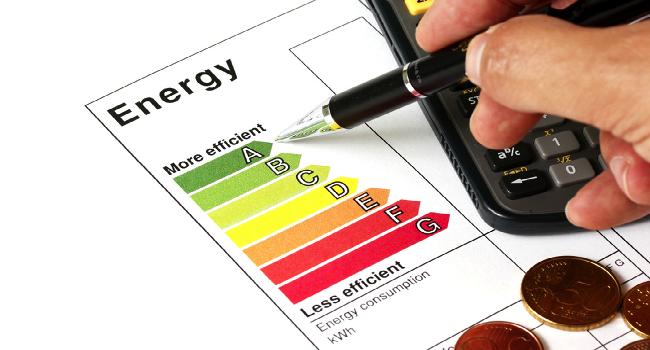 Energy
More efficient
A
B
C
D
E
F
G
Less efficient
Energy consumption
kWh
a b/c
1
0
F G